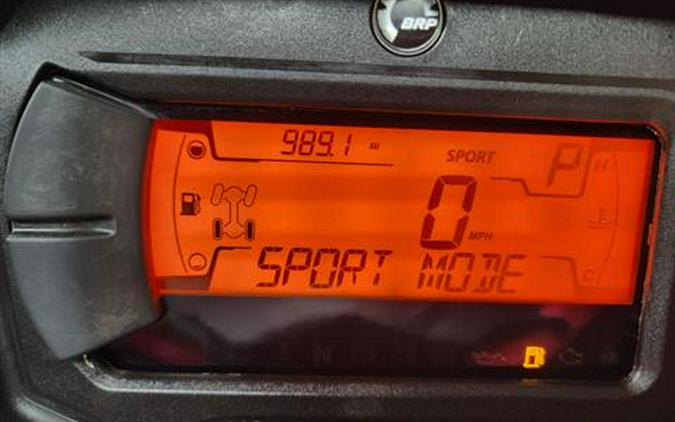 BRP
989.1 MI
SPORT
P
H
0 MPH
C
SPORT MODE
N